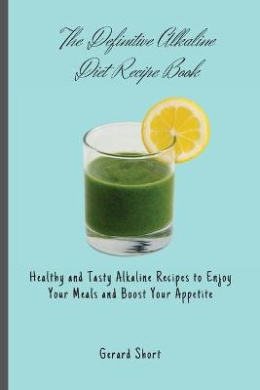 The Definitive Alkaline
Diet Recipe Book
Healthy and Tasty Alkaline Recipes to Enjoy
Your Meals and Boost Your Appetite
Gerard Short